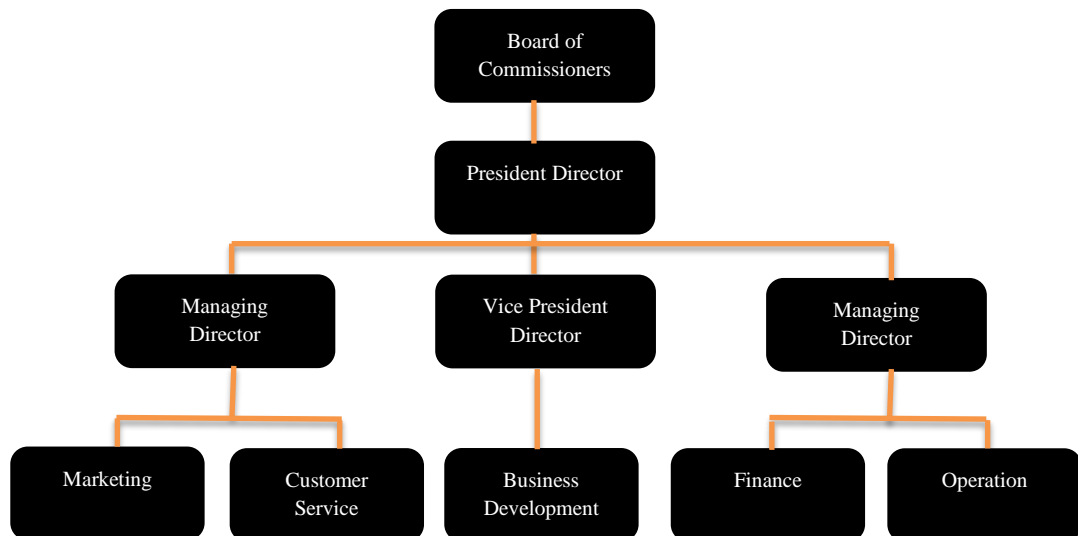 Board of
Commissioners
President Director
Managing
Director
Vice President
Director
Managing
Director
Marketing
Customer
Service
Business
Development
Finance
Operation